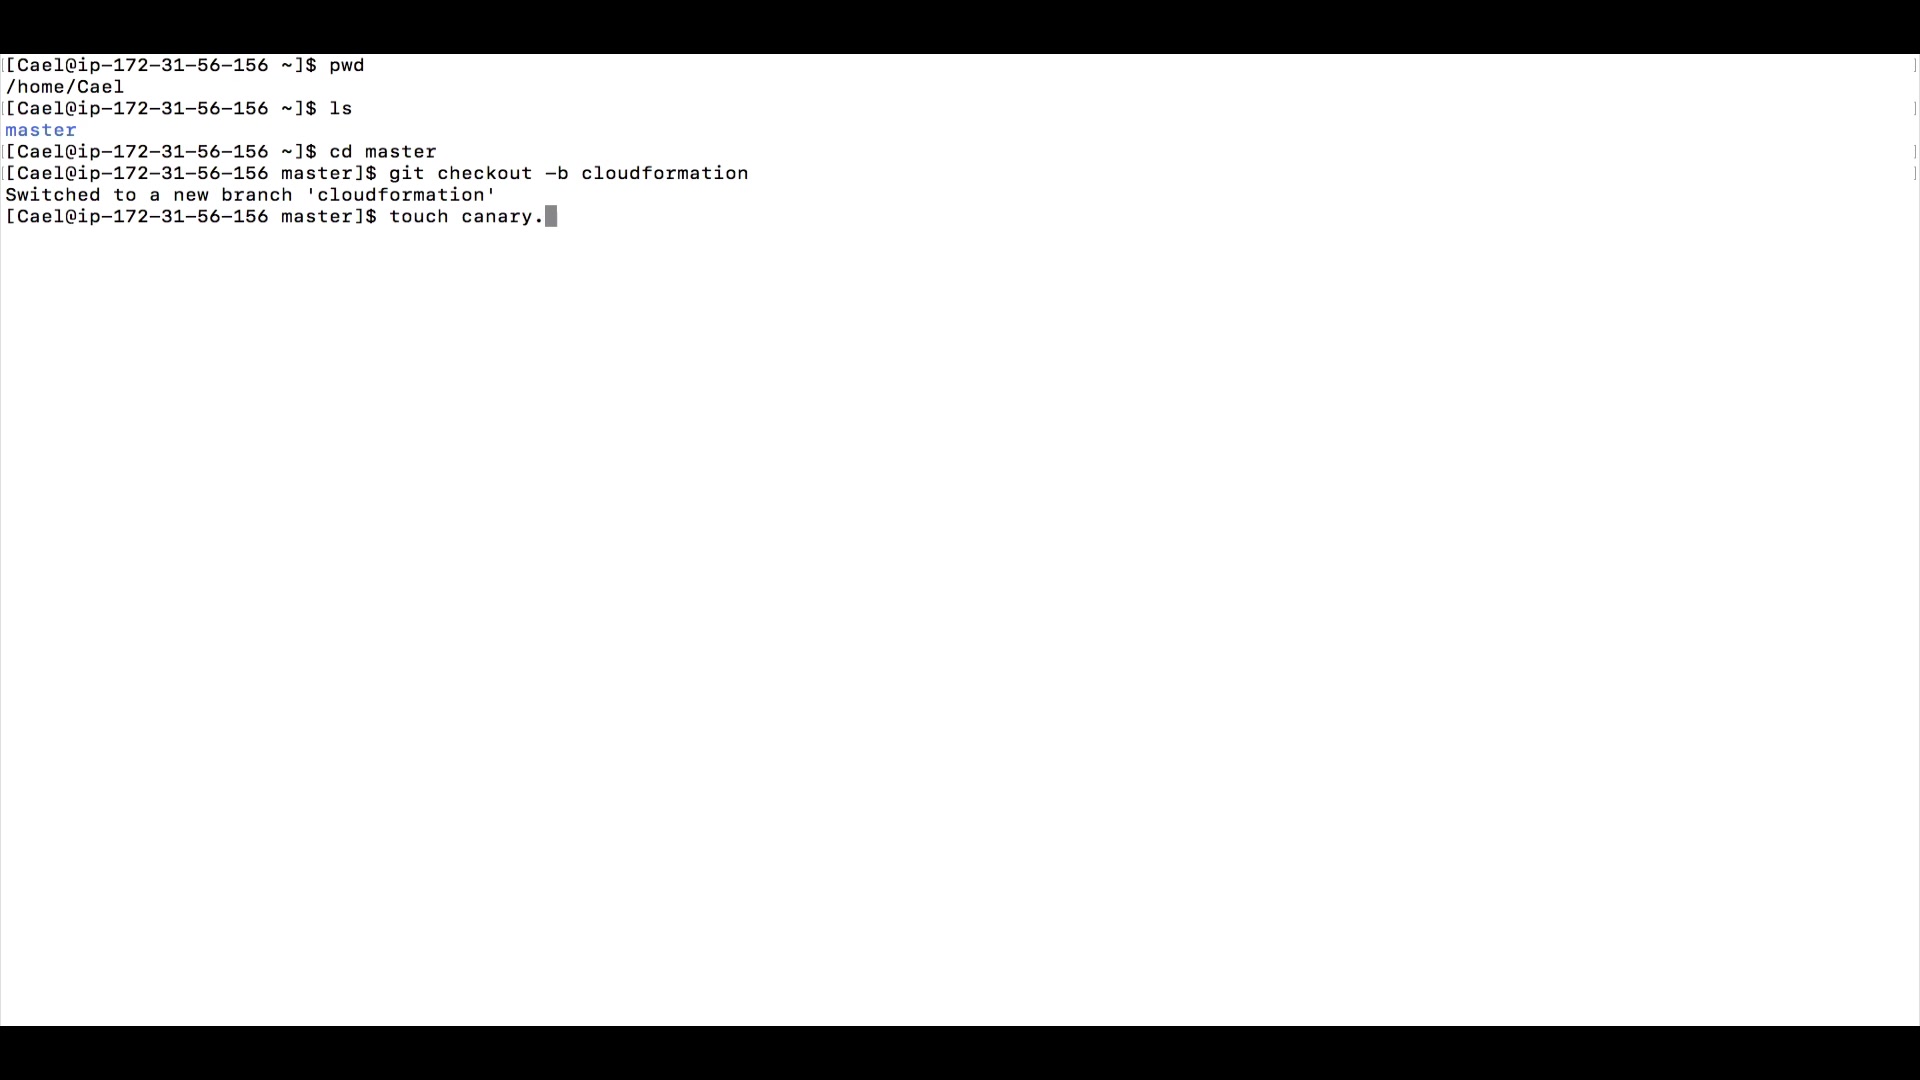 [Cael@ip-172-31-56-156 ~]$ pwd
/home/Cael
[Cael@ip-172-31-56-156 ~]$ ls
master
[Cael@ip-172-31-56-156 ~]$ cd master
[Cael@ip-172-31-56-156 master]$ git checkout -b cloudformation
Switched to a new branch 'cloudformation'
[Cael@ip-172-31-56-156 master]$ touch canary.